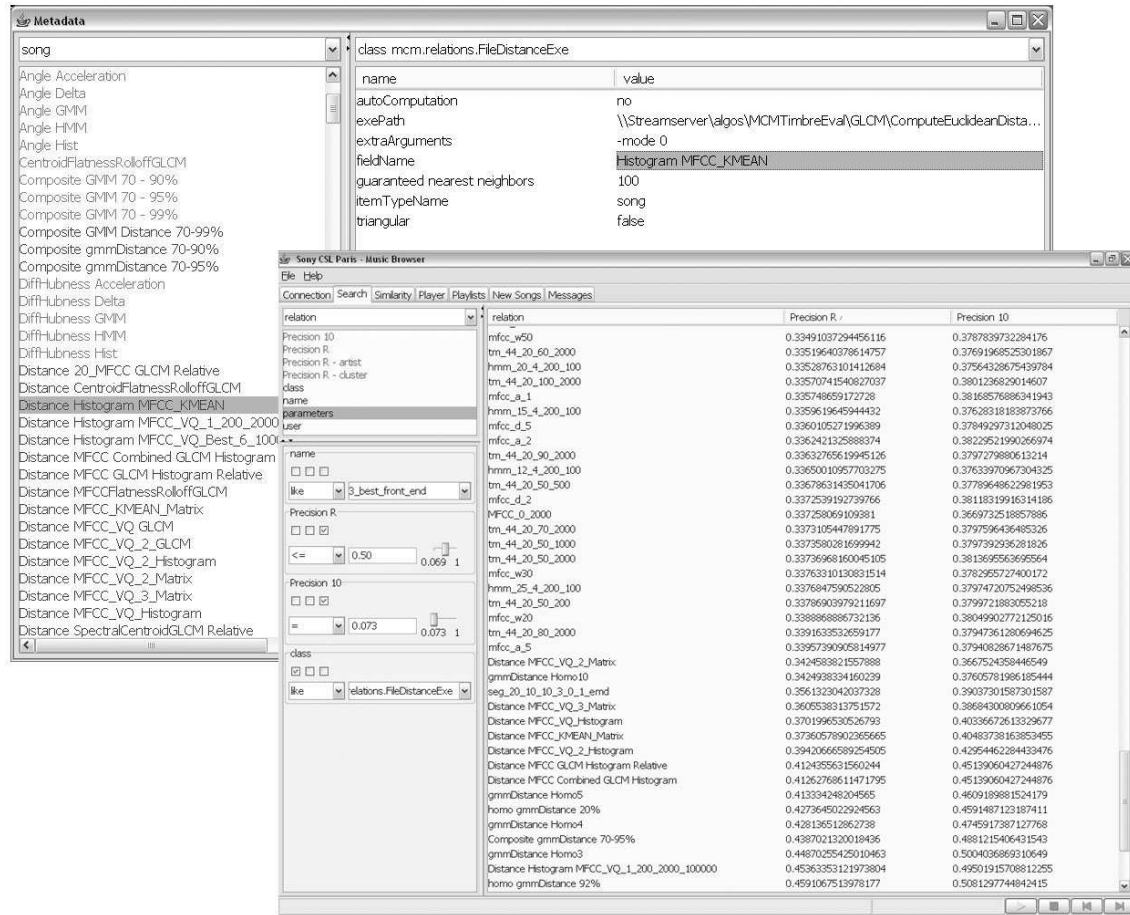 Metadata
song
class mcm.relations.FileDistanceExe
Angle Acceleration
Angle Delta
Angle GMM
Angle HMM
Angle Hist
CentroidFlatnessRolloffGLCM
Composite GMM 70 - 90%
Composite GMM 70 - 95%
Composite GMM 70 - 99%
Composite GMM Distance 70-99%
Composite gmmDistance 70-90%
Composite gmmDistance 70-95%
DiffHubness Acceleration
DiffHubness Delta
DiffHubness GMM
DiffHubness HMM
DiffHubness Hist
Distance 20_MFCC GLCM Relative
Distance CentroidFlatnessRolloffGLCM
Distance Histogram MFCC_KMEAN
Distance Histogram MFCC_VQ_1_200_2000
Distance Histogram MFCC_VQ_Best_6_100
Distance MFCC Combined GLCM Histogram
Distance MFCC GLCM Histogram Relative
Distance MFCCFlatnessRolloffGLCM
Distance MFCC_KMEAN_Matrix
Distance MFCC_VQ GLCM
Distance MFCC_VQ_2_GLCM
Distance MFCC_VQ_2_Histogram
Distance MFCC_VQ_2_Matrix
Distance MFCC_VQ_3_Matrix
Distance MFCC_VQ_Histogram
Distance SpectralCentroidGLCM Relative
name value
autoComputation no
exePath \\Streamserver\algos\MCMTimbreEval\GLCM\ComputeEuclideanDista...
extraArguments -mode 0
fieldName Histogram MFCC_KMEAN
guaranteed nearest neighbors 100
itemTypeName song
triangular false
Sony CSL Paris - Music Browser
File Help
Connection Search Similarity Player Playlists New Songs Messages
relation
Precision 10
Precision R
Precision R - artist
Precision R - cluster
class
name
parameters
user
name
like 3_best_front_end
Precision R
<= 0.50 0.069 1
Precision 10
= 0.073 0.073 1
class
like relations.FileDistanceExe
relation Precision R / Precision 10
mfcc_w50 0.33491037294456116 0.3787839732284176
tm_44_20_60_2000 0.33519640378614757 0.37691968525301867
hmm_20_4_200_100 0.33528763101412684 0.37564328675439784
tm_44_20_100_2000 0.33570741540827037 0.3801236829014607
mfcc_a_1 0.335748659172728 0.38168576886341943
hmm_15_4_200_100 0.3359619645944432 0.37628318183873766
mfcc_d_5 0.3360105271996389 0.37849297312048025
mfcc_a_2 0.3362421325888374 0.38229521990266974
tm_44_20_90_2000 0.33632765619945126 0.3797279880613214
hmm_12_4_200_100 0.33650010957703275 0.37633970967304325
tm_44_20_50_500 0.33678631435041706 0.37789648622981953
mfcc_d_2 0.3372539192739766 0.38118319916314186
MFCC_0_2000 0.337258069109381 0.3669732518857886
tm_44_20_70_2000 0.3373105447891775 0.3797596436485326
tm_44_20_50_1000 0.3373580281699942 0.3797392936281826
tm_44_20_50_2000 0.33736968160045105 0.3813695563695564
mfcc_w30 0.33763310130831514 0.3782955727400172
hmm_25_4_200_100 0.3376847590522805 0.37974720752498536
tm_44_20_50_200 0.33786903979211697 0.3799721883055218
mfcc_w20 0.3388868886732136 0.38049902772125016
tm_44_20_80_2000 0.3391633532659177 0.37947361280694625
mfcc_a_5 0.33957390905814977 0.37940828671487675
Distance MFCC_VQ_2_Matrix 0.3424583821557888 0.3667524358446549
gmmDistance Homo10 0.3424938334160239 0.37605781986185444
seg_20_10_10_3_0_1_emd 0.3561323042037328 0.39037301587301587
Distance MFCC_VQ_3_Matrix 0.3605538313751572 0.38684300809661054
Distance MFCC_VQ_Histogram 0.3701996530526793 0.40336672613329677
Distance MFCC_KMEAN_Matrix 0.37360578902365665 0.40483738163853455
Distance MFCC_VQ_2_Histogram 0.39420666589254505 0.42954462284433476
Distance MFCC GLCM Histogram Relative 0.4124355631560244 0.45139060427244876
Distance MFCC Combined GLCM Histogram 0.41262768611471795 0.45139060427244876
gmmDistance Homo5 0.413334248204565 0.4609189881524179
homo gmmDistance 20% 0.4273645022924563 0.4591487123187411
gmmDistance Homo4 0.428136512862738 0.4745917387127768
Composite gmmDistance 70-95% 0.4387021320018436 0.4881215406431543
gmmDistance Homo3 0.44870255425010463 0.5004036869310649
Distance Histogram MFCC_VQ_1_200_2000_100000 0.45363353121973804 0.49501915708812255
homo gmmDistance 92% 0.4591067513978177 0.5081297744842415